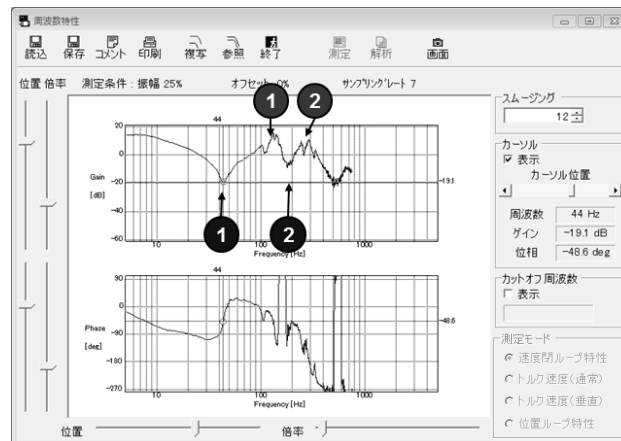 周波数特性
読込 保存 コメント 印刷 複写 参照 終了 測定 解析 画面
位置 倍率 測定条件 : 振幅 25% オフセット 0% サンプリングレート 7
1 2
44
20
0
Gain -20 -19.1
[dB]
-40
-60
10 100 1000
Frequency [Hz]
1 2
44
90
0
Phase -90 -48.6
[deg]
-180
-270
10 100 1000
Frequency [Hz]
位置 倍率
スムージング
12
カーソル
表示
カーソル位置
周波数 44 Hz
ゲイン -19.1 dB
位相 -48.6 deg
カットオフ周波数
表示
測定モード
速度閉ループ特性
トルク速度(通常)
トルク速度(垂直)
位置ループ特性